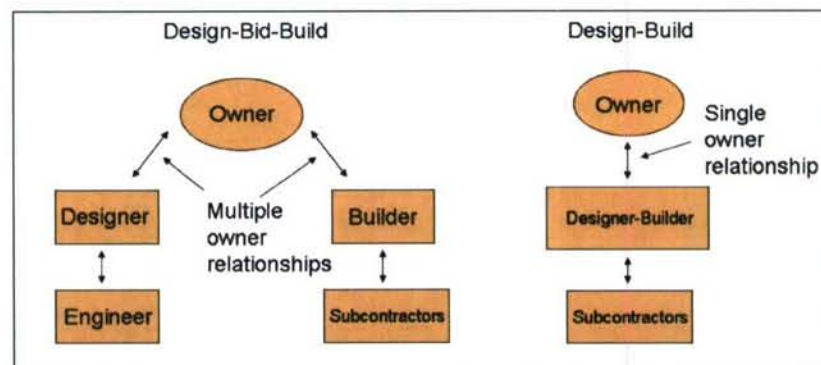 Design-Bid-Build
Owner
Designer
Multiple
owner
relationships
Builder
Engineer
Subcontractors
Design-Build
Owner
Single
owner
relationship
Designer-Builder
Subcontractors